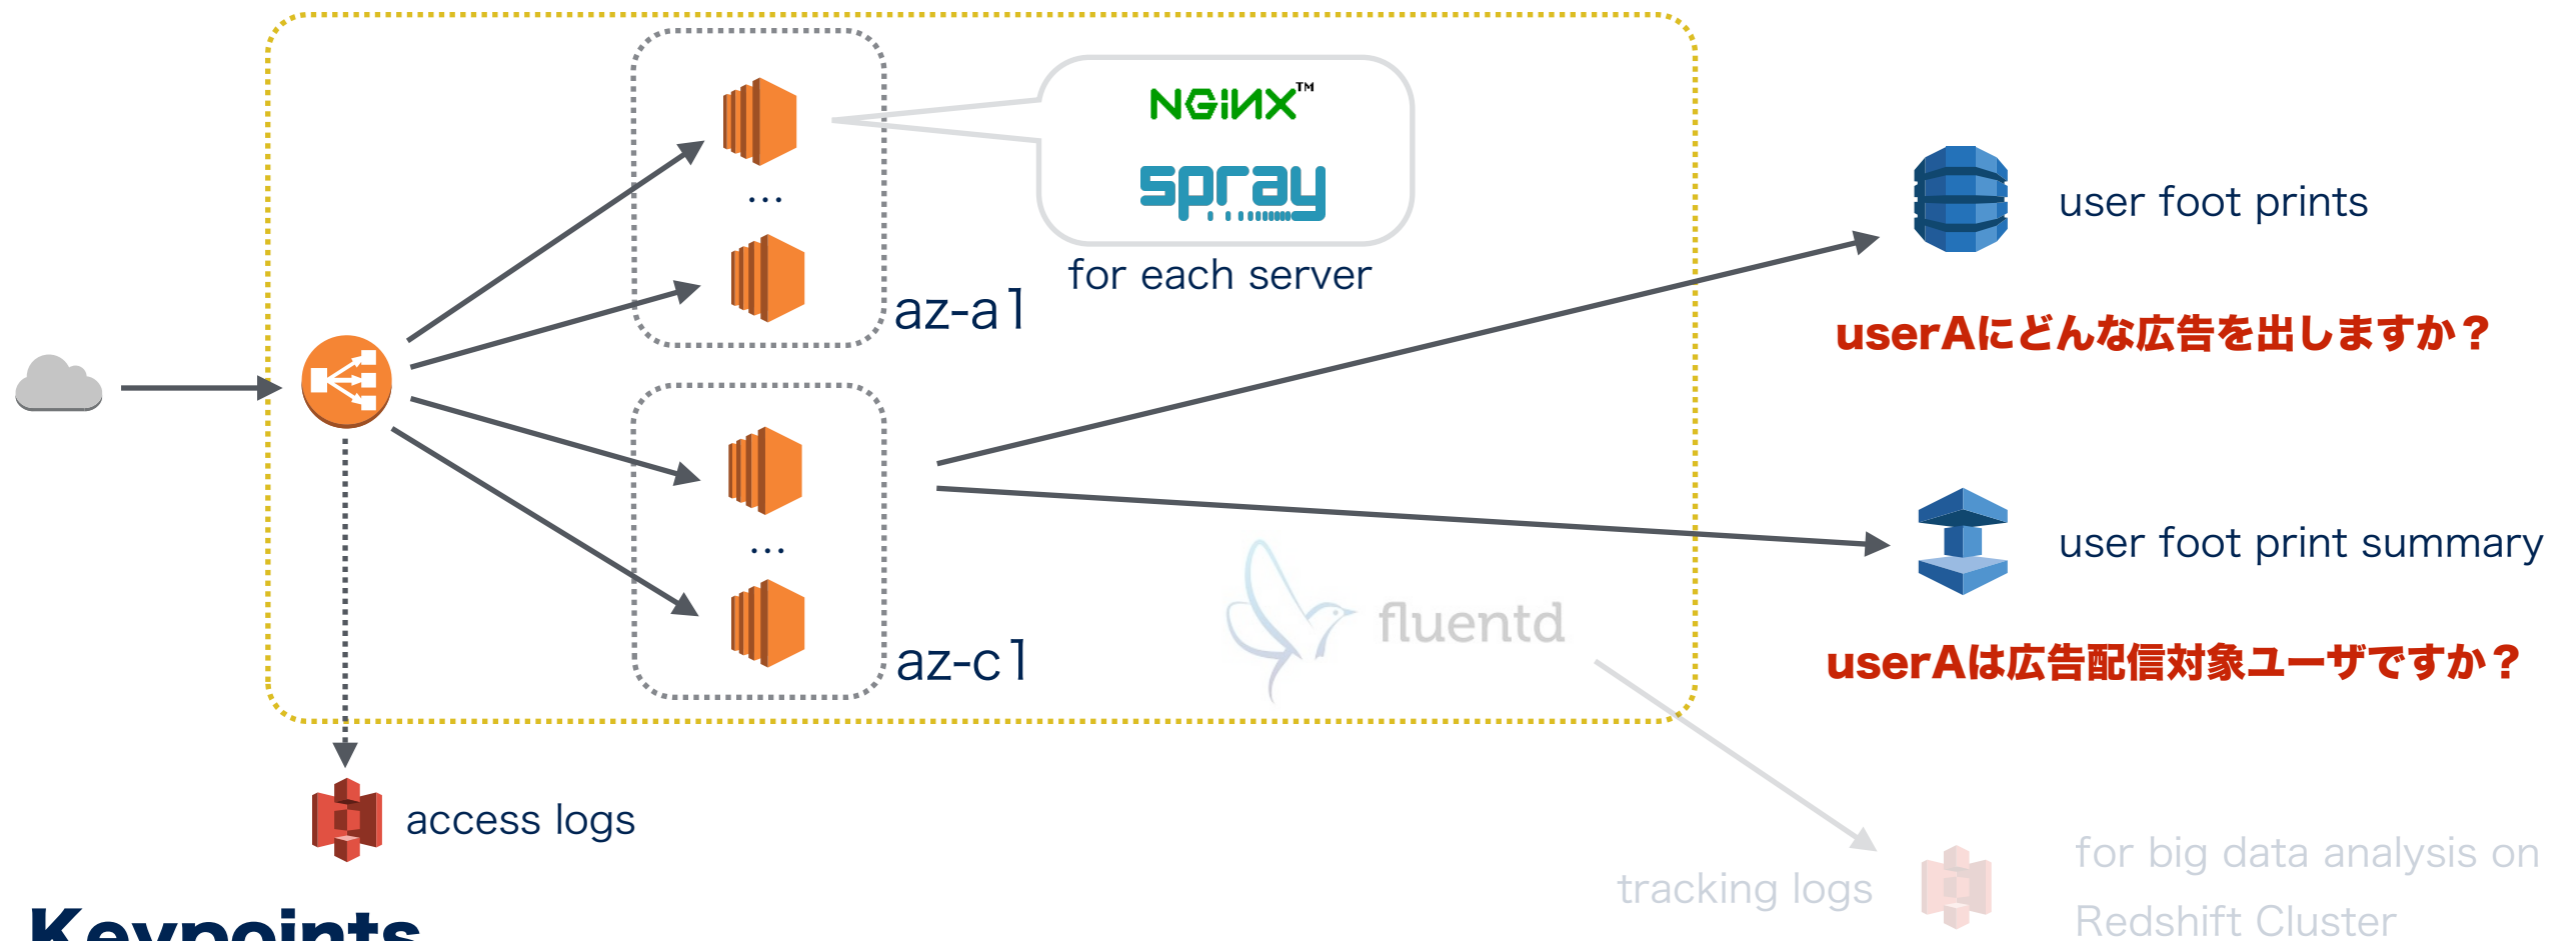 NGINX™
spray
for each server
...
az-a1
...
az-c1
user foot prints
userAにどんな広告を出しますか？
user foot print summary
userAは広告配信対象ユーザですか？
fluentd
access logs
tracking logs
for big data analysis on
Redshift Cluster
Keypoints